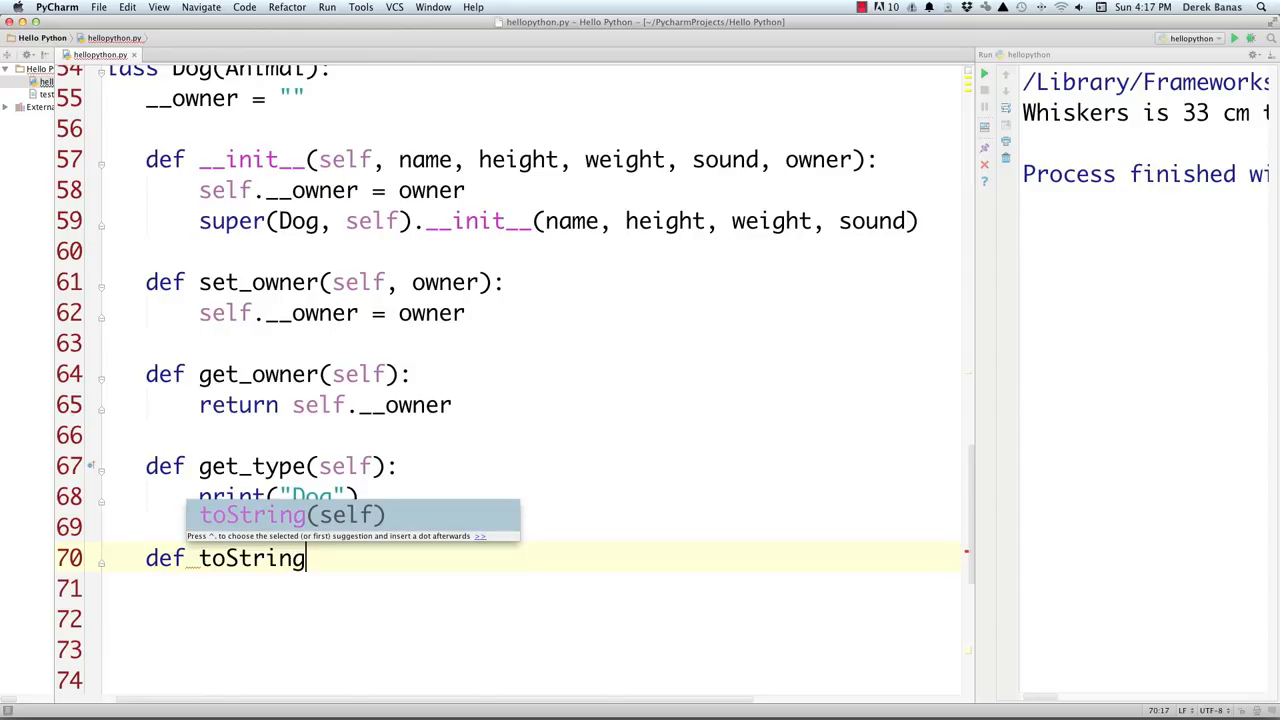 PyCharm File Edit View Navigate Code Refactor Run Tools VCS Window Help 10 Sun 4:17 PM Derek Banas
hellopython.py – Hello Python – [~/PycharmProjects/Hello Python]
Hello Python hellopython.py hellopython
hellopython.py Run hellopython
Hello P
hell
test
Extern
54 lass Dog(Animal):
55 __owner = ""
56
57 def __init__(self, name, height, weight, sound, owner):
58 self.__owner = owner
59 super(Dog, self).__init__(name, height, weight, sound)
60
61 def set_owner(self, owner):
62 self.__owner = owner
63
64 def get_owner(self):
65 return self.__owner
66
67 def get_type(self):
68 print("Dog")
toString(self)
69
Press ^. to choose the selected (or first) suggestion and insert a dot afterwards >>
70 def toString
71
72
73
74
/Library/Frameworks
Whiskers is 33 cm t
Process finished wi
70:17 LF UTF-8